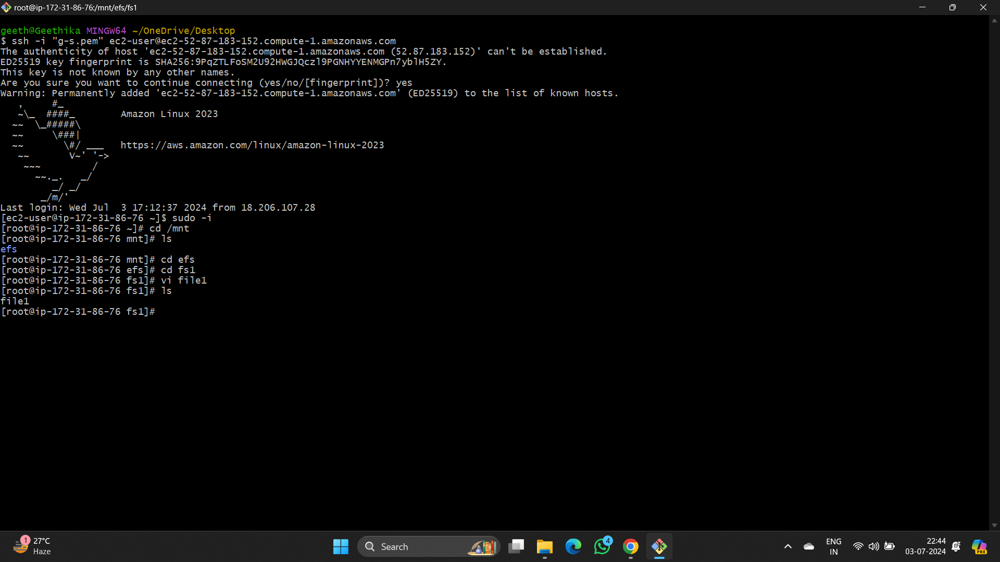 root@ip-172-31-86-76:/mnt/efs/fs1
geeth@Geethika MINGW64 ~/OneDrive/Desktop
$ ssh -i "g-s.pem" ec2-user@ec2-52-87-183-152.compute-1.amazonaws.com
The authenticity of host 'ec2-52-87-183-152.compute-1.amazonaws.com (52.87.183.152)' can't be established.
ED25519 key fingerprint is SHA256:9PqZTLFoSM2U92HWGJQczl9PGNHYYENMGPn7yblH5ZY.
This key is not known by any other names.
Are you sure you want to continue connecting (yes/no/[fingerprint])? yes
Warning: Permanently added 'ec2-52-87-183-152.compute-1.amazonaws.com' (ED25519) to the list of known hosts.
   ,     #_
   ~\_  ####_        Amazon Linux 2023
  ~~  \_#####\
  ~~     \###|
  ~~       \#/ ___   https://aws.amazon.com/linux/amazon-linux-2023
   ~~       V~' '->
    ~~~         /
      ~~._.   _/
         _/ _/
       _/m/'
Last login: Wed Jul  3 17:12:37 2024 from 18.206.107.28
[ec2-user@ip-172-31-86-76 ~]$ sudo -i
[root@ip-172-31-86-76 ~]# cd /mnt
[root@ip-172-31-86-76 mnt]# ls
efs
[root@ip-172-31-86-76 mnt]# cd efs
[root@ip-172-31-86-76 efs]# cd fs1
[root@ip-172-31-86-76 fs1]# vi file1
[root@ip-172-31-86-76 fs1]# ls
file1
[root@ip-172-31-86-76 fs1]#
1
27°C
Haze
Search
4
ENG
IN
22:44
03-07-2024
PRE